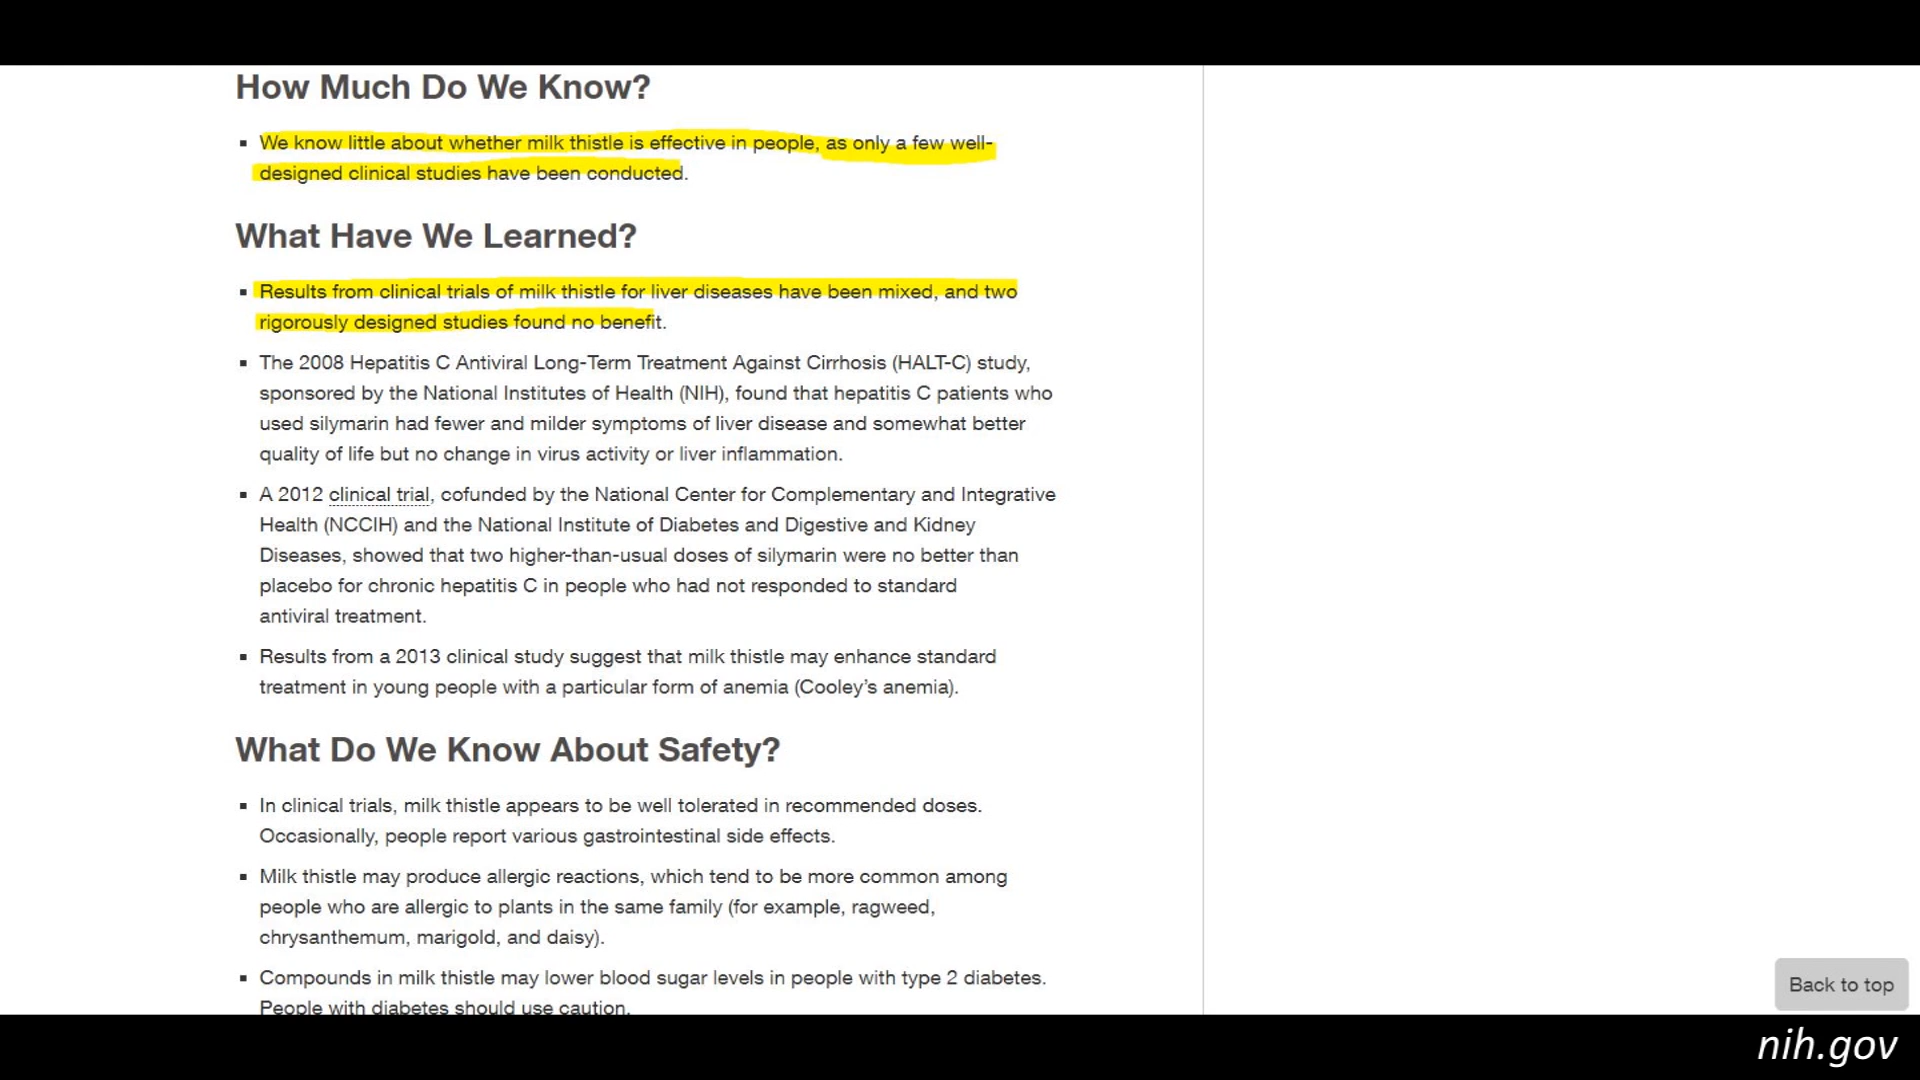 How Much Do We Know?
▪ We know little about whether milk thistle is effective in people, as only a few well-
designed clinical studies have been conducted.
What Have We Learned?
▪ Results from clinical trials of milk thistle for liver diseases have been mixed, and two
rigorously designed studies found no benefit.
▪ The 2008 Hepatitis C Antiviral Long-Term Treatment Against Cirrhosis (HALT-C) study,
sponsored by the National Institutes of Health (NIH), found that hepatitis C patients who
used silymarin had fewer and milder symptoms of liver disease and somewhat better
quality of life but no change in virus activity or liver inflammation.
▪ A 2012 clinical trial, cofunded by the National Center for Complementary and Integrative
Health (NCCIH) and the National Institute of Diabetes and Digestive and Kidney
Diseases, showed that two higher-than-usual doses of silymarin were no better than
placebo for chronic hepatitis C in people who had not responded to standard
antiviral treatment.
▪ Results from a 2013 clinical study suggest that milk thistle may enhance standard
treatment in young people with a particular form of anemia (Cooley’s anemia).
What Do We Know About Safety?
▪ In clinical trials, milk thistle appears to be well tolerated in recommended doses.
Occasionally, people report various gastrointestinal side effects.
▪ Milk thistle may produce allergic reactions, which tend to be more common among
people who are allergic to plants in the same family (for example, ragweed,
chrysanthemum, marigold, and daisy).
▪ Compounds in milk thistle may lower blood sugar levels in people with type 2 diabetes.
People with diabetes should use caution.
Back to top
nih.gov